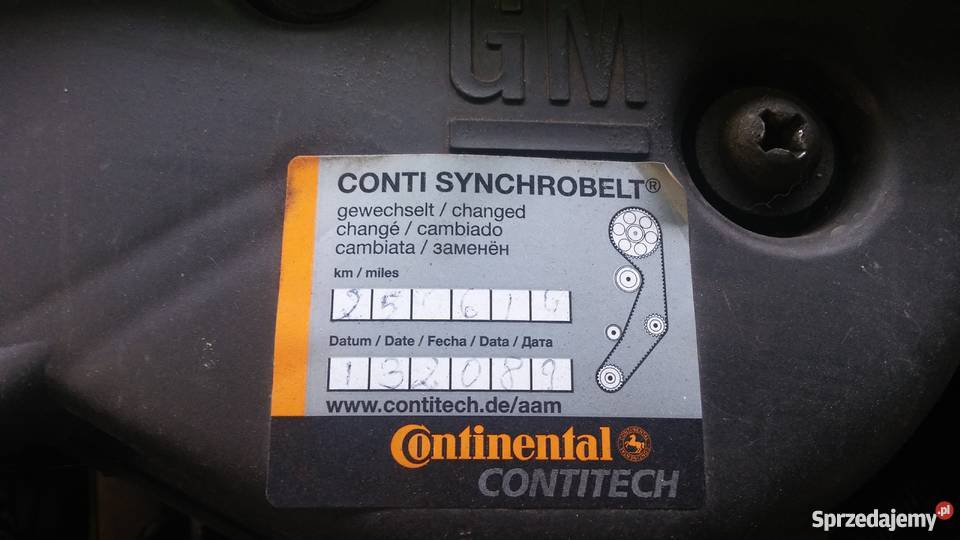 GM
CONTI SYNCHROBELT®
gewechselt / changed
changé / cambiado
cambiata / заменён
km / miles
Datum / Date / Fecha / Data / Дата
132089
www.contitech.de/aam
Continental
CONTITECH
Sprzedajemy.pl